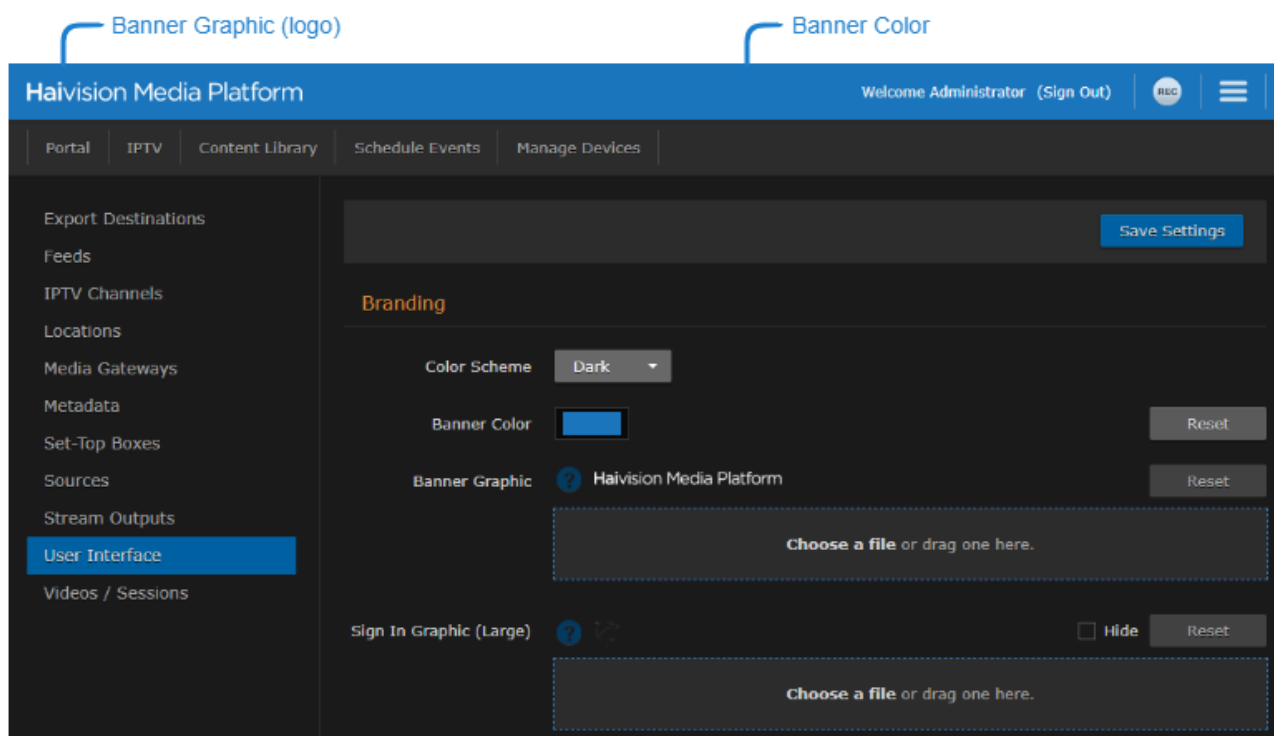 Banner Graphic (logo) Banner Color
Haivision Media Platform Welcome Administrator (Sign Out) REC
Portal IPTV Content Library Schedule Events Manage Devices
Export Destinations
Feeds
IPTV Channels
Locations
Media Gateways
Metadata
Set-Top Boxes
Sources
Stream Outputs
User Interface
Videos / Sessions
Save Settings
Branding
Color Scheme Dark
Banner Color Reset
Banner Graphic ? Haivision Media Platform Reset
Choose a file or drag one here.
Sign In Graphic (Large) ? Hide Reset
Choose a file or drag one here.